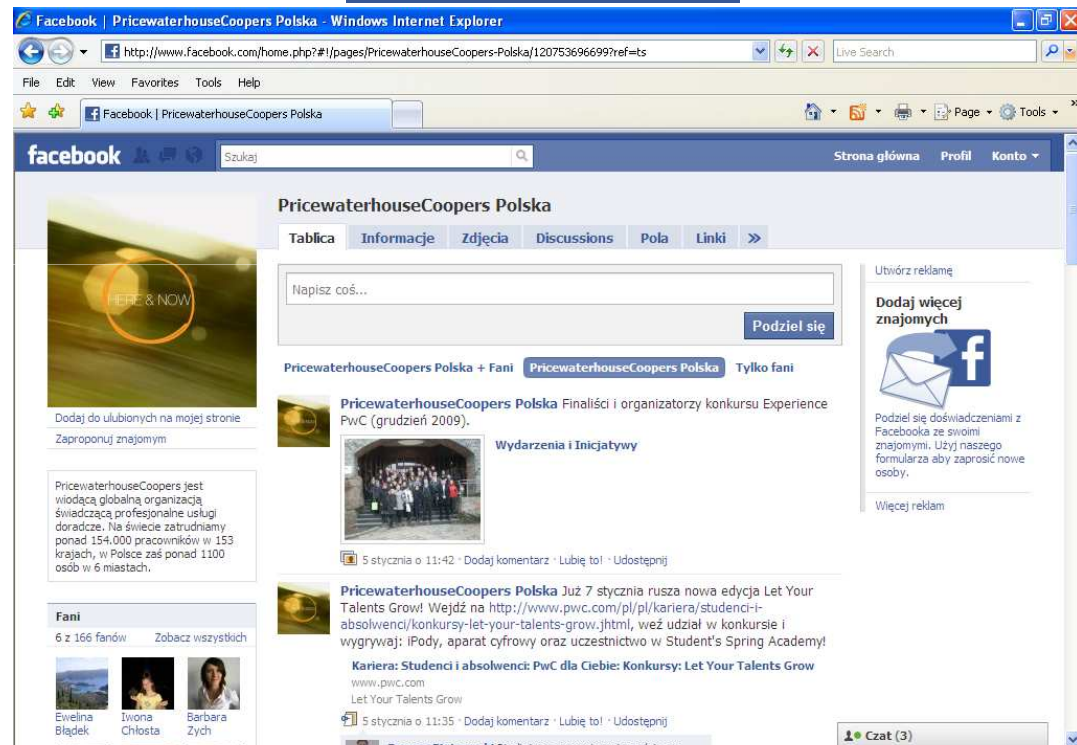 Facebook | PricewaterhouseCoopers Polska - Windows Internet Explorer
http://www.facebook.com/home.php?#!/pages/PricewaterhouseCoopers-Polska/120753696699?ref=ts
Live Search
File Edit View Favorites Tools Help
Facebook | PricewaterhouseCoopers Polska
Page Tools
facebook
Szukaj
Strona główna Profil Konto
PricewaterhouseCoopers Polska
Tablica Informacje Zdjęcia Discussions Pola Linki »
HERE & NOW
Dodaj do ulubionych na mojej stronie
Zaproponuj znajomym
PricewaterhouseCoopers jest
wiodącą globalną organizacją
świadczącą profesjonalne usługi
doradcze. Na świecie zatrudniamy
ponad 154.000 pracowników w 153
krajach, w Polsce zaś ponad 1100
osób w 6 miastach.
Fani
6 z 166 fanów Zobacz wszystkich
Ewelina
Błądek
Iwona
Chłosta
Barbara
Zych
Napisz coś...
Podziel się
PricewaterhouseCoopers Polska + Fani PricewaterhouseCoopers Polska Tylko fani
PricewaterhouseCoopers Polska Finaliści i organizatorzy konkursu Experience
PwC (grudzień 2009).
Wydarzenia i Inicjatywy
5 stycznia o 11:42 · Dodaj komentarz · Lubię to! · Udostępnij
PricewaterhouseCoopers Polska Już 7 stycznia rusza nowa edycja Let Your
Talents Grow! Wejdź na http://www.pwc.com/pl/pl/kariera/studenci-i-
absolwenci/konkursy-let-your-talents-grow.jhtml, weź udział w konkursie i
wygrywaj: iPody, aparat cyfrowy oraz uczestnictwo w Student's Spring Academy!
Kariera: Studenci i absolwenci: PwC dla Ciebie: Konkursy: Let Your Talents Grow
www.pwc.com
Let Your Talents Grow
5 stycznia o 11:35 · Dodaj komentarz · Lubię to! · Udostępnij
Utwórz reklamę
Dodaj więcej
znajomych
Podziel się doświadczeniami z
Facebooka ze swoimi
znajomymi. Użyj naszego
formularza aby zaprosić nowe
osoby.
Więcej reklam
Czat (3)